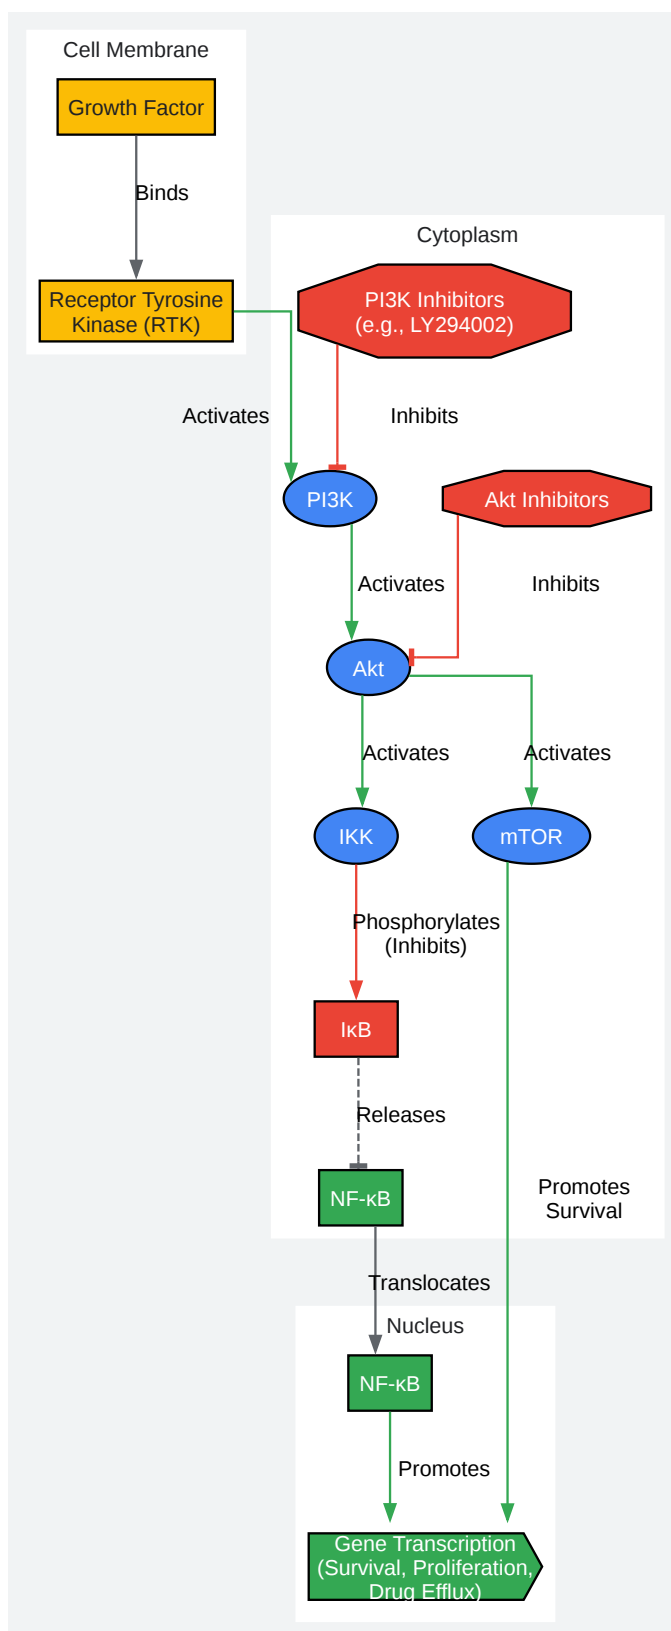 Cell Membrane
Growth Factor
Binds
Receptor Tyrosine
Kinase (RTK)
Cytoplasm
PI3K Inhibitors
(e.g., LY294002)
Activates
Inhibits
PI3K
Akt Inhibitors
Activates
Inhibits
Akt
Activates
Activates
IKK
mTOR
Phosphorylates
(Inhibits)
IκB
Releases
NF-κB
Promotes
Survival
Translocates
Nucleus
NF-κB
Promotes
Gene Transcription
(Survival, Proliferation,
Drug Efflux)